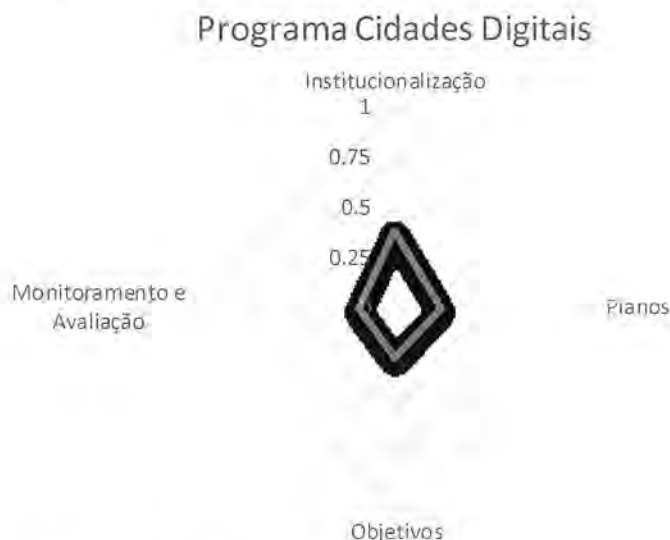 Programa Cidades Digitais
Institucionalização
1
0.75
0.5
0.25
Monitoramento e
Avaliação
Planos
Objetivos